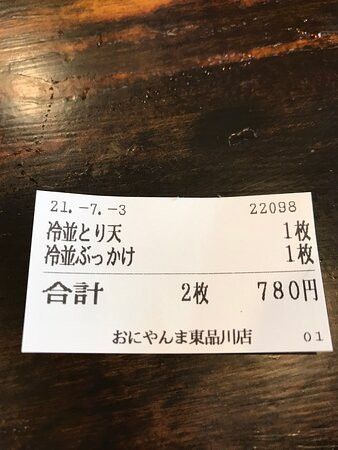 21.-7.-3 22098
冷並とり天 1枚
冷並ぶっかけ 1枚
合計 2枚 780円
おにやんま東品川店 01